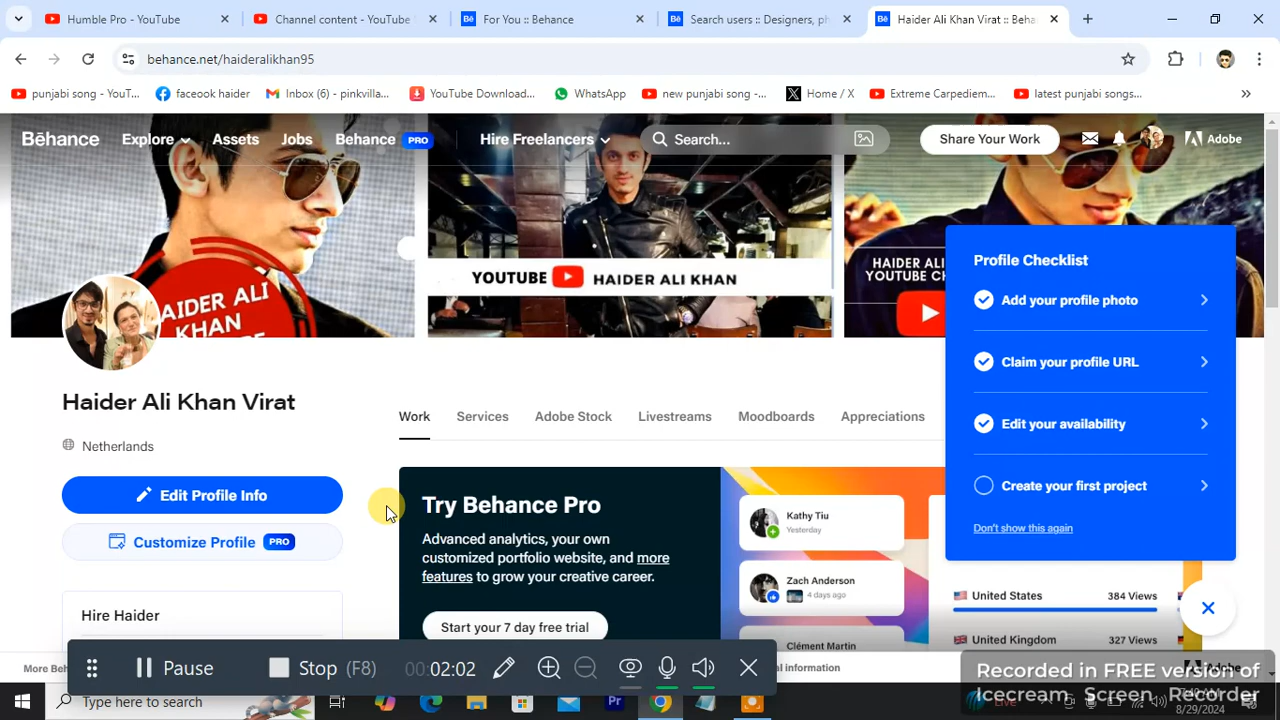 Humble Pro - YouTube
Channel content - YouTube
For You :: Behance
Search users :: Designers, ph
Haider Ali Khan Virat :: Beha
behance.net/haideralikhan95
punjabi song - YouT...
faceook haider
Inbox (6) - pinkvilla...
YouTube Download...
WhatsApp
new punjabi song -...
Home / X
Extreme Carpediem...
latest punjabi songs...
Bēhance
Explore
Assets
Jobs
Behance PRO
Hire Freelancers
Search...
Share Your Work
Adobe
YOUTUBE HAIDER ALI KHAN
HAIDER ALI
YOUTUBE CH
AIDER ALI
KHAN
Profile Checklist
Add your profile photo
Claim your profile URL
Edit your availability
Create your first project
Don't show this again
Haider Ali Khan Virat
Netherlands
Edit Profile Info
Customize Profile PRO
Hire Haider
Work
Services
Adobe Stock
Livestreams
Moodboards
Appreciations
Try Behance Pro
Advanced analytics, your own
customized portfolio website, and more
features to grow your creative career.
Start your 7 day free trial
Kathy Tiu
Yesterday
Zach Anderson
4 days ago
Clément Martin
United States 384 Views
United Kingdom 327 Views
More Beh
al information
Adobe
Pause
Stop (F8)
00:02:02
Recorded in FREE version of
Icecream Screen Recorder
Type here to search
Live
8/29/2024